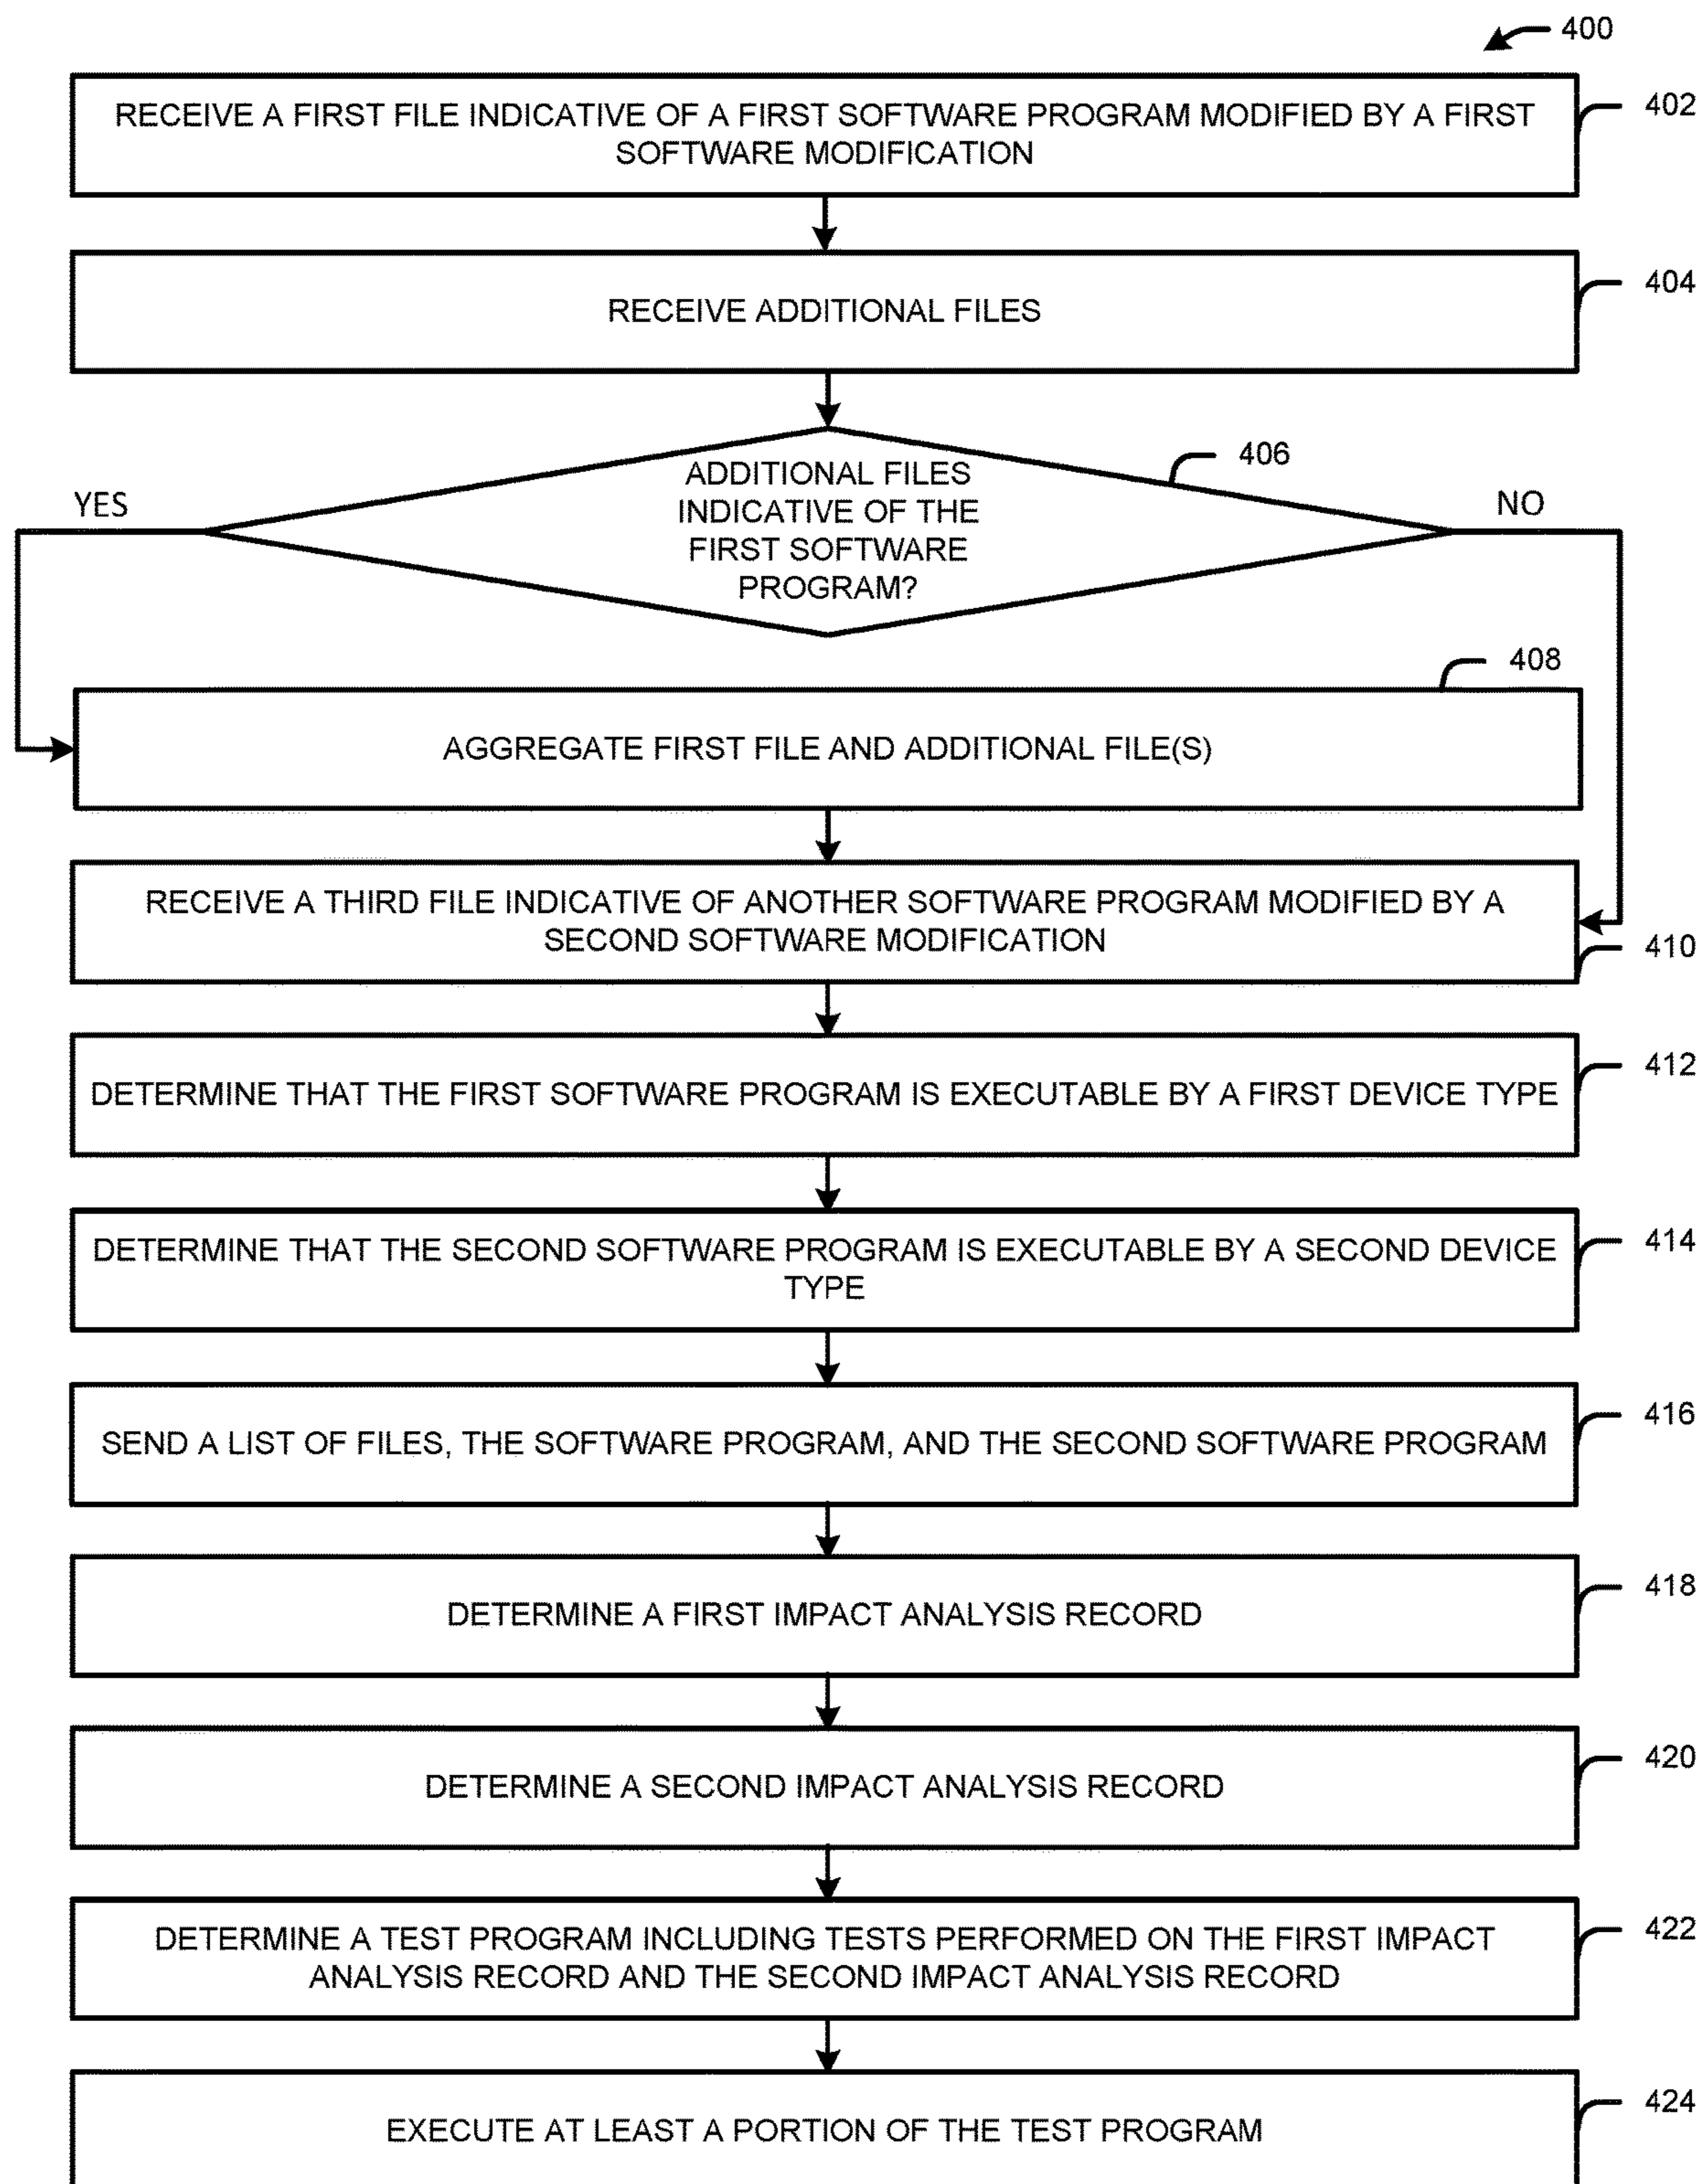 400
RECEIVE A FIRST FILE INDICATIVE OF A FIRST SOFTWARE PROGRAM MODIFIED BY A FIRST
SOFTWARE MODIFICATION
402
RECEIVE ADDITIONAL FILES
404
ADDITIONAL FILES
INDICATIVE OF THE
FIRST SOFTWARE
PROGRAM?
406
YES
NO
408
AGGREGATE FIRST FILE AND ADDITIONAL FILE(S)
RECEIVE A THIRD FILE INDICATIVE OF ANOTHER SOFTWARE PROGRAM MODIFIED BY A
SECOND SOFTWARE MODIFICATION
410
DETERMINE THAT THE FIRST SOFTWARE PROGRAM IS EXECUTABLE BY A FIRST DEVICE TYPE
412
DETERMINE THAT THE SECOND SOFTWARE PROGRAM IS EXECUTABLE BY A SECOND DEVICE
TYPE
414
SEND A LIST OF FILES, THE SOFTWARE PROGRAM, AND THE SECOND SOFTWARE PROGRAM
416
DETERMINE A FIRST IMPACT ANALYSIS RECORD
418
DETERMINE A SECOND IMPACT ANALYSIS RECORD
420
DETERMINE A TEST PROGRAM INCLUDING TESTS PERFORMED ON THE FIRST IMPACT
ANALYSIS RECORD AND THE SECOND IMPACT ANALYSIS RECORD
422
EXECUTE AT LEAST A PORTION OF THE TEST PROGRAM
424